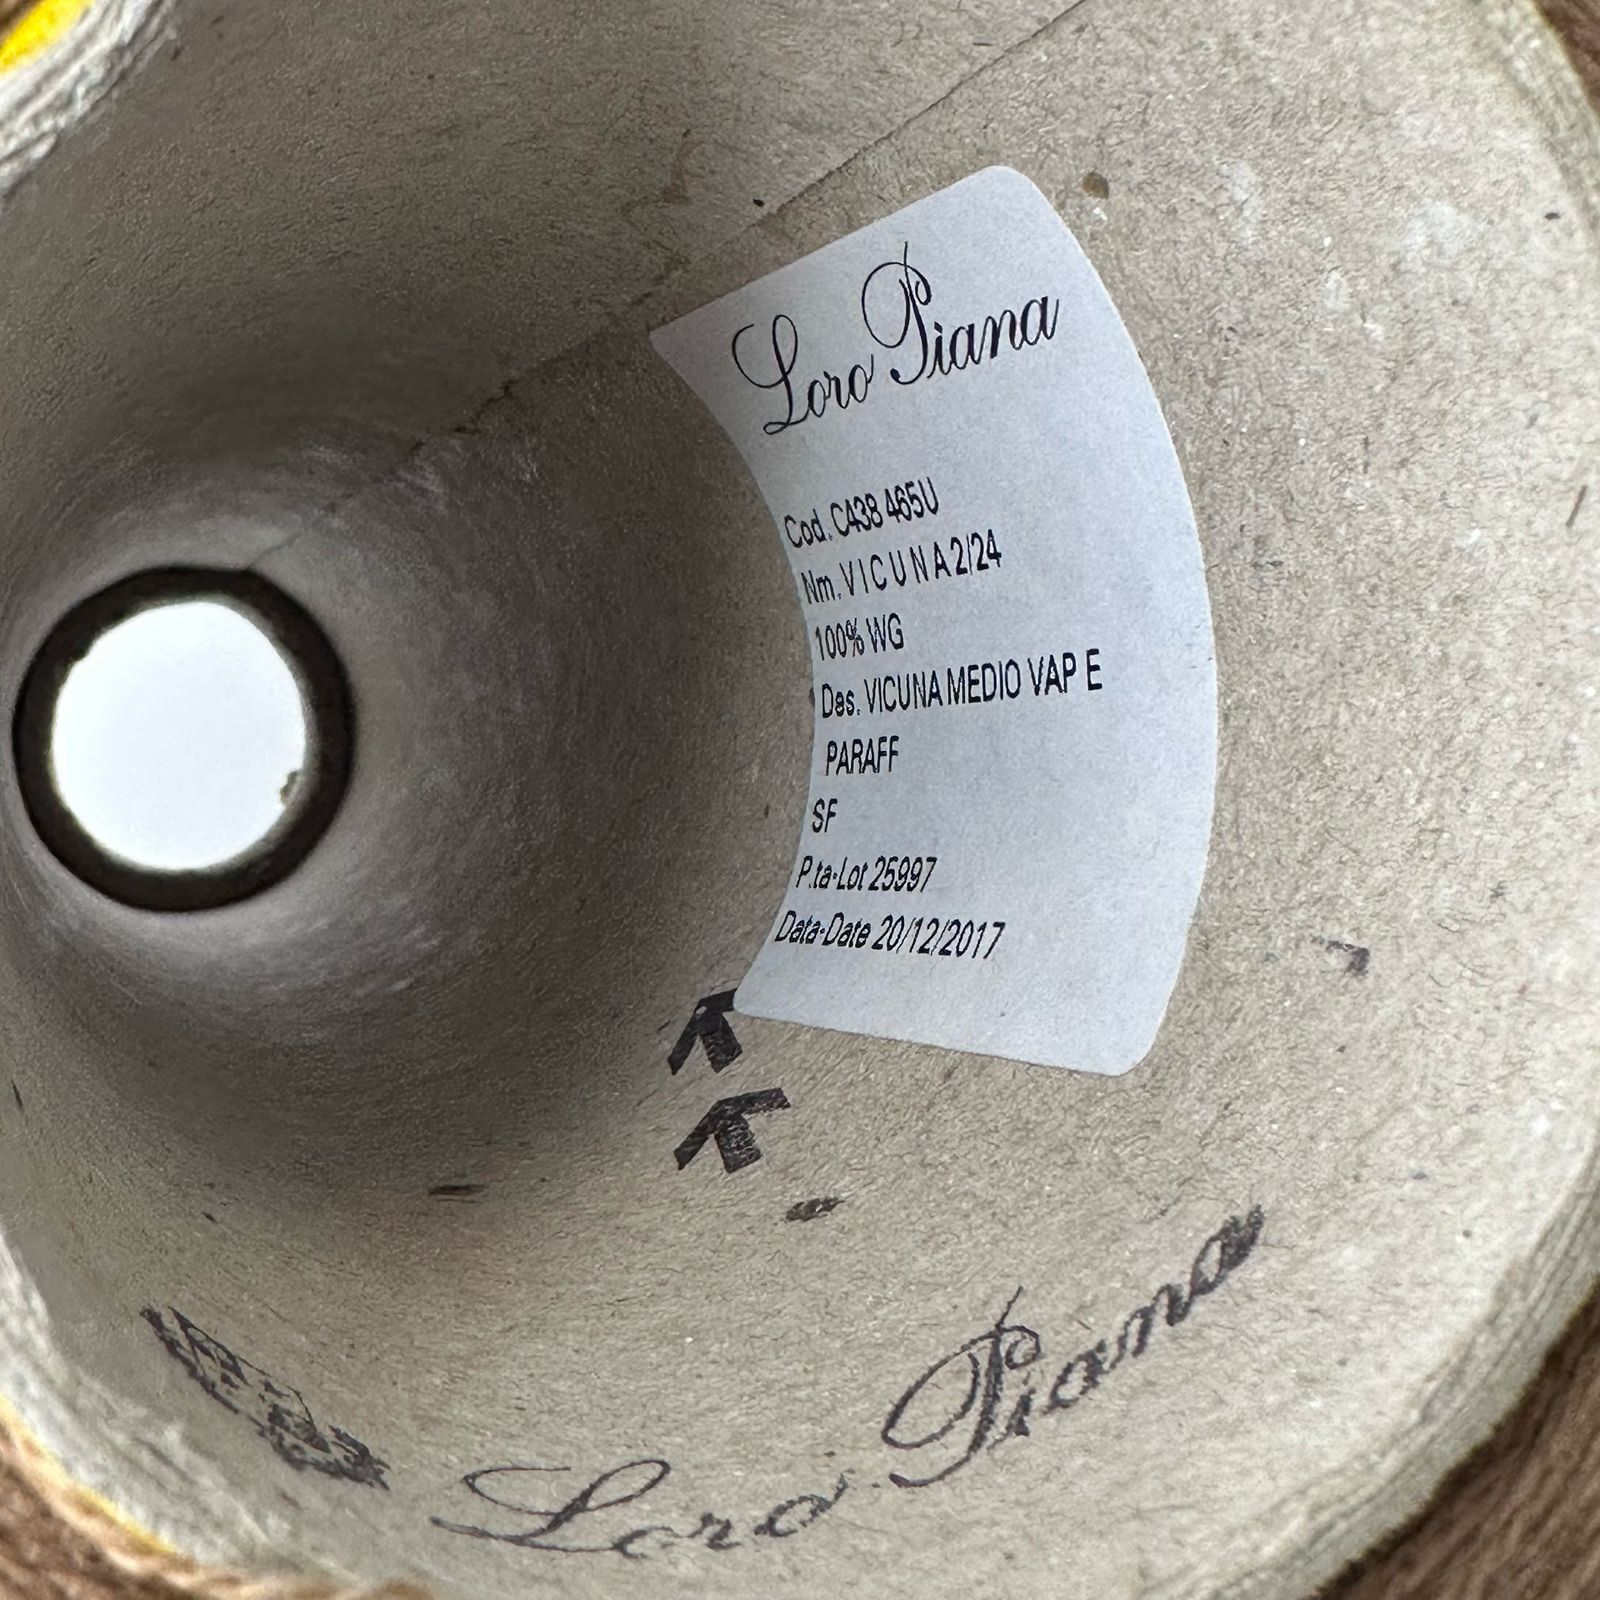 Loro Piana
Cod. C438 465U
Nm. VICUNA 2/24
100% WG
Des. VICUNA MEDIO VAP E
PARAFF
SF
P.ta-Lot 25997
Data-Date 20/12/2017
Loro Piana